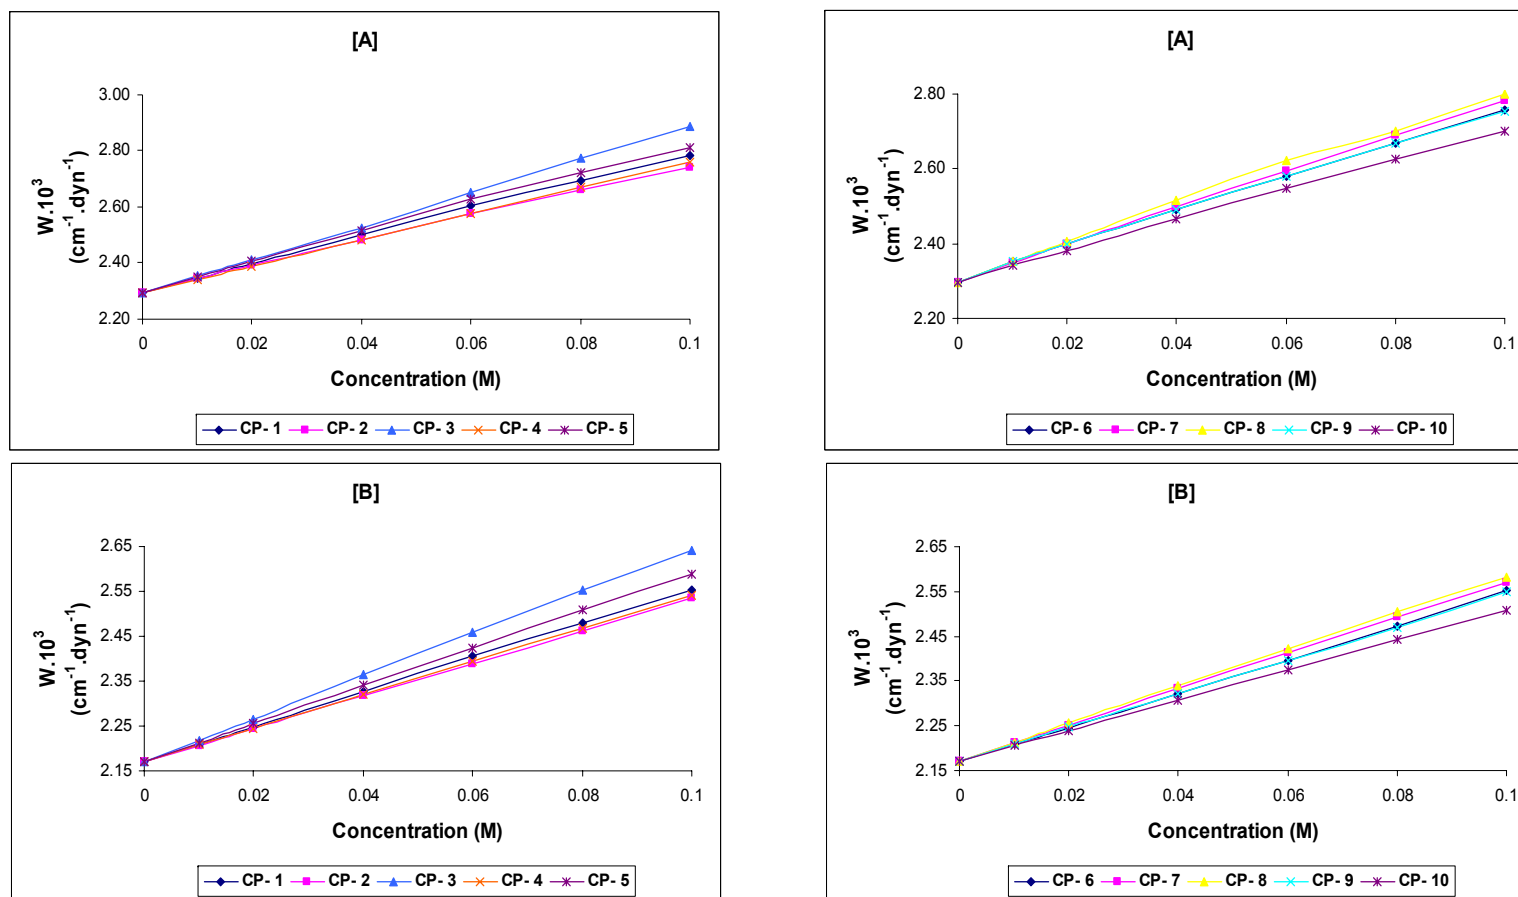 [A]
W.10³
(cm⁻¹.dyn⁻¹)
3.00
2.80
2.60
2.40
2.20
0 0.02 0.04 0.06 0.08 0.1
Concentration (M)
CP- 1 CP- 2 CP- 3 CP- 4 CP- 5
[A]
W.10³
(cm⁻¹.dyn⁻¹)
2.80
2.60
2.40
2.20
0 0.02 0.04 0.06 0.08 0.1
Concentration (M)
CP- 6 CP- 7 CP- 8 CP- 9 CP- 10
[B]
W.10³
(cm⁻¹.dyn⁻¹)
2.65
2.55
2.45
2.35
2.25
2.15
0 0.02 0.04 0.06 0.08 0.1
Concentration (M)
CP- 1 CP- 2 CP- 3 CP- 4 CP- 5
[B]
W.10³
(cm⁻¹.dyn⁻¹)
2.65
2.55
2.45
2.35
2.25
2.15
0 0.02 0.04 0.06 0.08 0.1
Concentration (M)
CP- 6 CP- 7 CP- 8 CP- 9 CP- 10